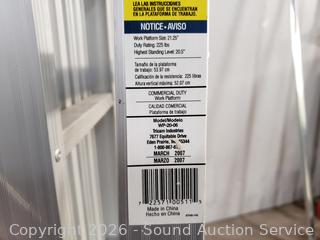 LEA LAS INSTRUCCIONES
GENERALES QUE SE ENCUENTRAN
EN LA PLATAFORMA DE TRABAJO.
NOTICE • AVISO
Work Platform Size: 21.25"
Duty Rating: 225 lbs
Highest Standing Level: 20.5"
Tamaño de la plataforma
de trabajo: 53.97 cm
Calificación de la resistencia: 225 libras
Altura vertical máxima: 52.07 cm
COMMERCIAL DUTY
Work Platform
CALIDAD COMERCIAL
Plataforma de trabajo
Model/Modelo
WP-20-06
Tricam Industries
7677 Equitable Drive
Eden Prairie, 55344
1-800-867-
MARCH 2007
MARZO 2007
7 22571 00511 5
Made in China
Hecho en China
© 2026 - Sound Auction Service